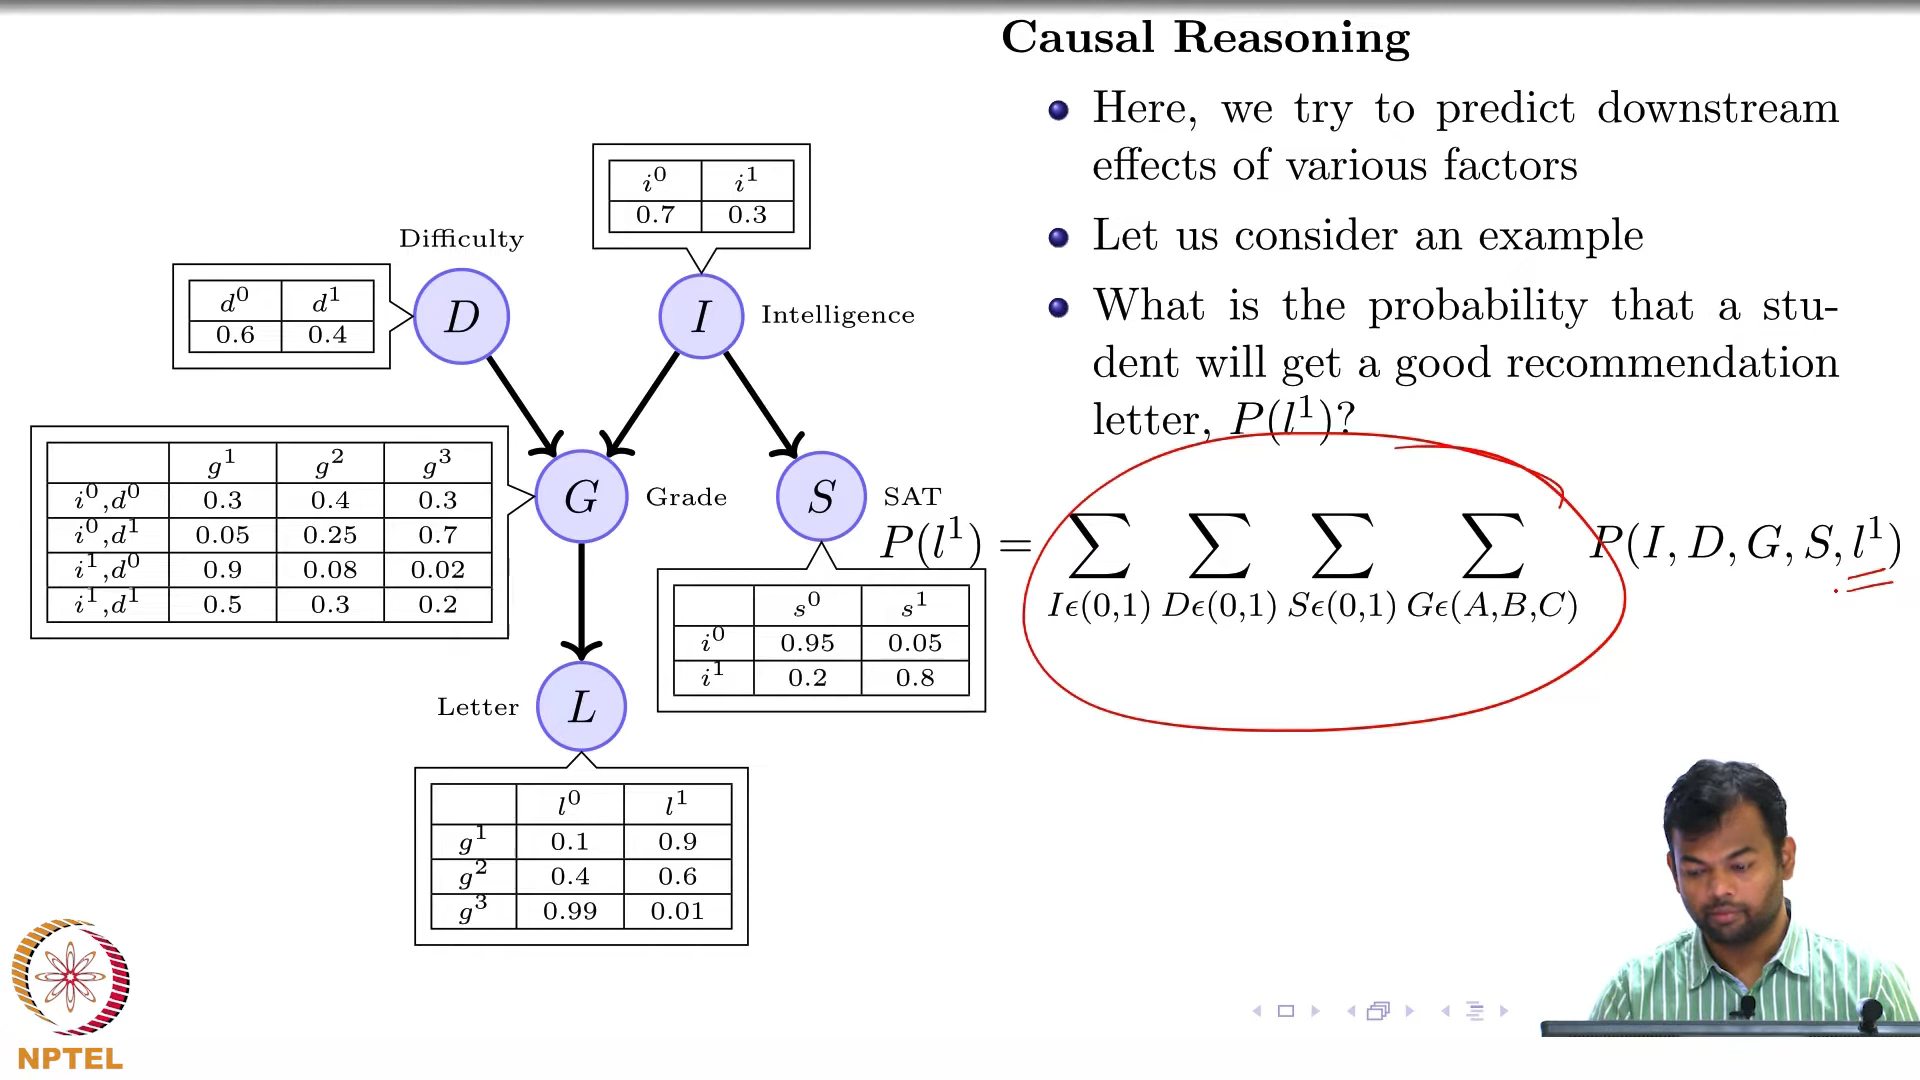 Causal Reasoning
Here, we try to predict downstream
effects of various factors
Let us consider an example
What is the probability that a stu-
dent will get a good recommendation
letter, P(l¹)?
P(l¹) = ∑ ∑ ∑ ∑ P(I, D, G, S, l¹)
Iϵ(0,1) Dϵ(0,1) Sϵ(0,1) Gϵ(A,B,C)
i⁰ i¹
0.7 0.3
Difficulty
d⁰ d¹
0.6 0.4
D
I
Intelligence
g¹ g² g³
i⁰,d⁰ 0.3 0.4 0.3
i⁰,d¹ 0.05 0.25 0.7
i¹,d⁰ 0.9 0.08 0.02
i¹,d¹ 0.5 0.3 0.2
G
Grade
S
SAT
s⁰ s¹
i⁰ 0.95 0.05
i¹ 0.2 0.8
Letter
L
l⁰ l¹
g¹ 0.1 0.9
g² 0.4 0.6
g³ 0.99 0.01
NPTEL